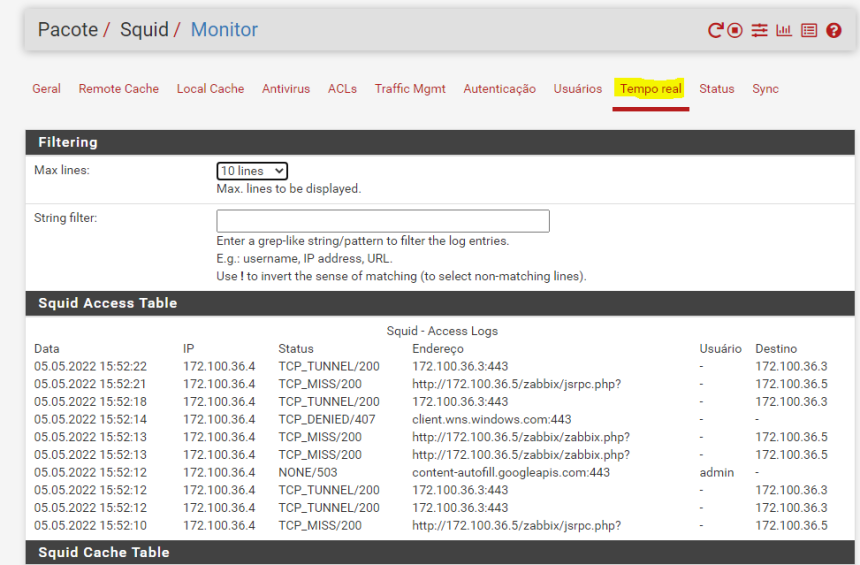 Pacote / Squid / Monitor
Geral Remote Cache Local Cache Antivirus ACLs Traffic Mgmt Autenticação Usuários Tempo real Status Sync
Filtering
Max lines: 10 lines
Max. lines to be displayed.
String filter:
Enter a grep-like string/pattern to filter the log entries.
E.g.: username, IP address, URL.
Use ! to invert the sense of matching (to select non-matching lines).
Squid Access Table
Squid - Access Logs
Data IP Status Endereço Usuário Destino
05.05.2022 15:52:22 172.100.36.4 TCP_TUNNEL/200 172.100.36.3:443 - 172.100.36.3
05.05.2022 15:52:21 172.100.36.4 TCP_MISS/200 http://172.100.36.5/zabbix/jsrpc.php? - 172.100.36.5
05.05.2022 15:52:18 172.100.36.4 TCP_TUNNEL/200 172.100.36.3:443 - 172.100.36.3
05.05.2022 15:52:14 172.100.36.4 TCP_DENIED/407 client.wns.windows.com:443 - -
05.05.2022 15:52:13 172.100.36.4 TCP_MISS/200 http://172.100.36.5/zabbix/zabbix.php? - 172.100.36.5
05.05.2022 15:52:13 172.100.36.4 TCP_MISS/200 http://172.100.36.5/zabbix/zabbix.php? - 172.100.36.5
05.05.2022 15:52:12 172.100.36.4 NONE/503 content-autofill.googleapis.com:443 admin -
05.05.2022 15:52:12 172.100.36.4 TCP_TUNNEL/200 172.100.36.3:443 - 172.100.36.3
05.05.2022 15:52:12 172.100.36.4 TCP_TUNNEL/200 172.100.36.3:443 - 172.100.36.3
05.05.2022 15:52:10 172.100.36.4 TCP_MISS/200 http://172.100.36.5/zabbix/jsrpc.php? - 172.100.36.5
Squid Cache Table